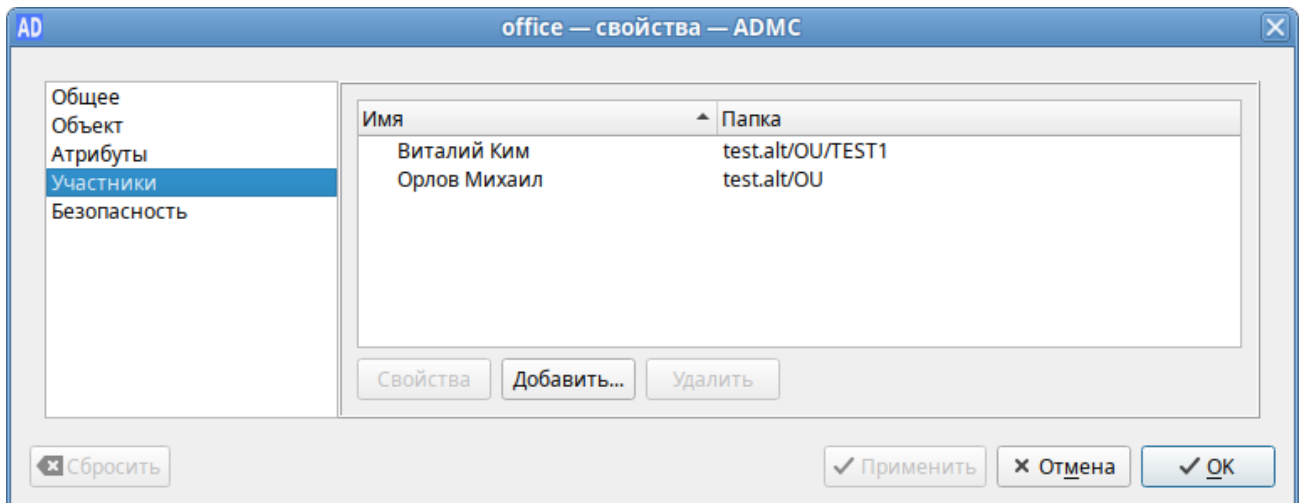 AD office — свойства — ADMC
Общее
Объект
Атрибуты
Участники
Безопасность
Имя Папка
Виталий Ким test.alt/OU/TEST1
Орлов Михаил test.alt/OU
Свойства Добавить... Удалить
Сбросить Применить Отмена OK